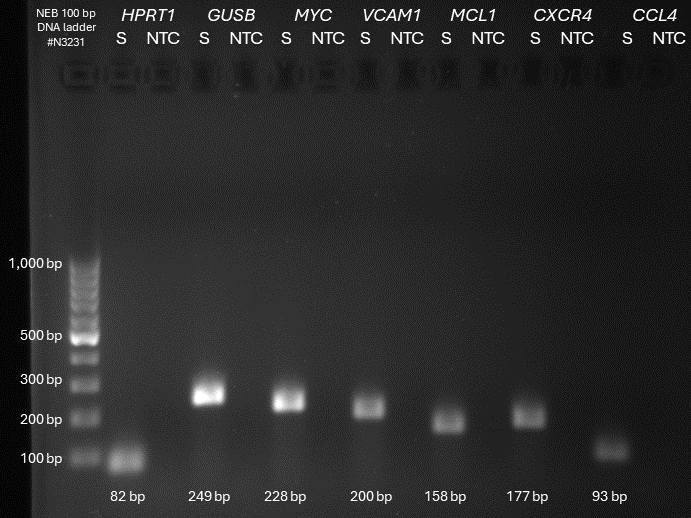 NEB 100 bp
DNA ladder
#N3231
HPRT1 GUSB MYC VCAM1 MCL1 CXCR4 CCL4
S NTC S NTC S NTC S NTC S NTC S NTC S NTC
1,000 bp
500 bp
300 bp
200 bp
100 bp
82 bp 249 bp 228 bp 200 bp 158 bp 177 bp 93 bp